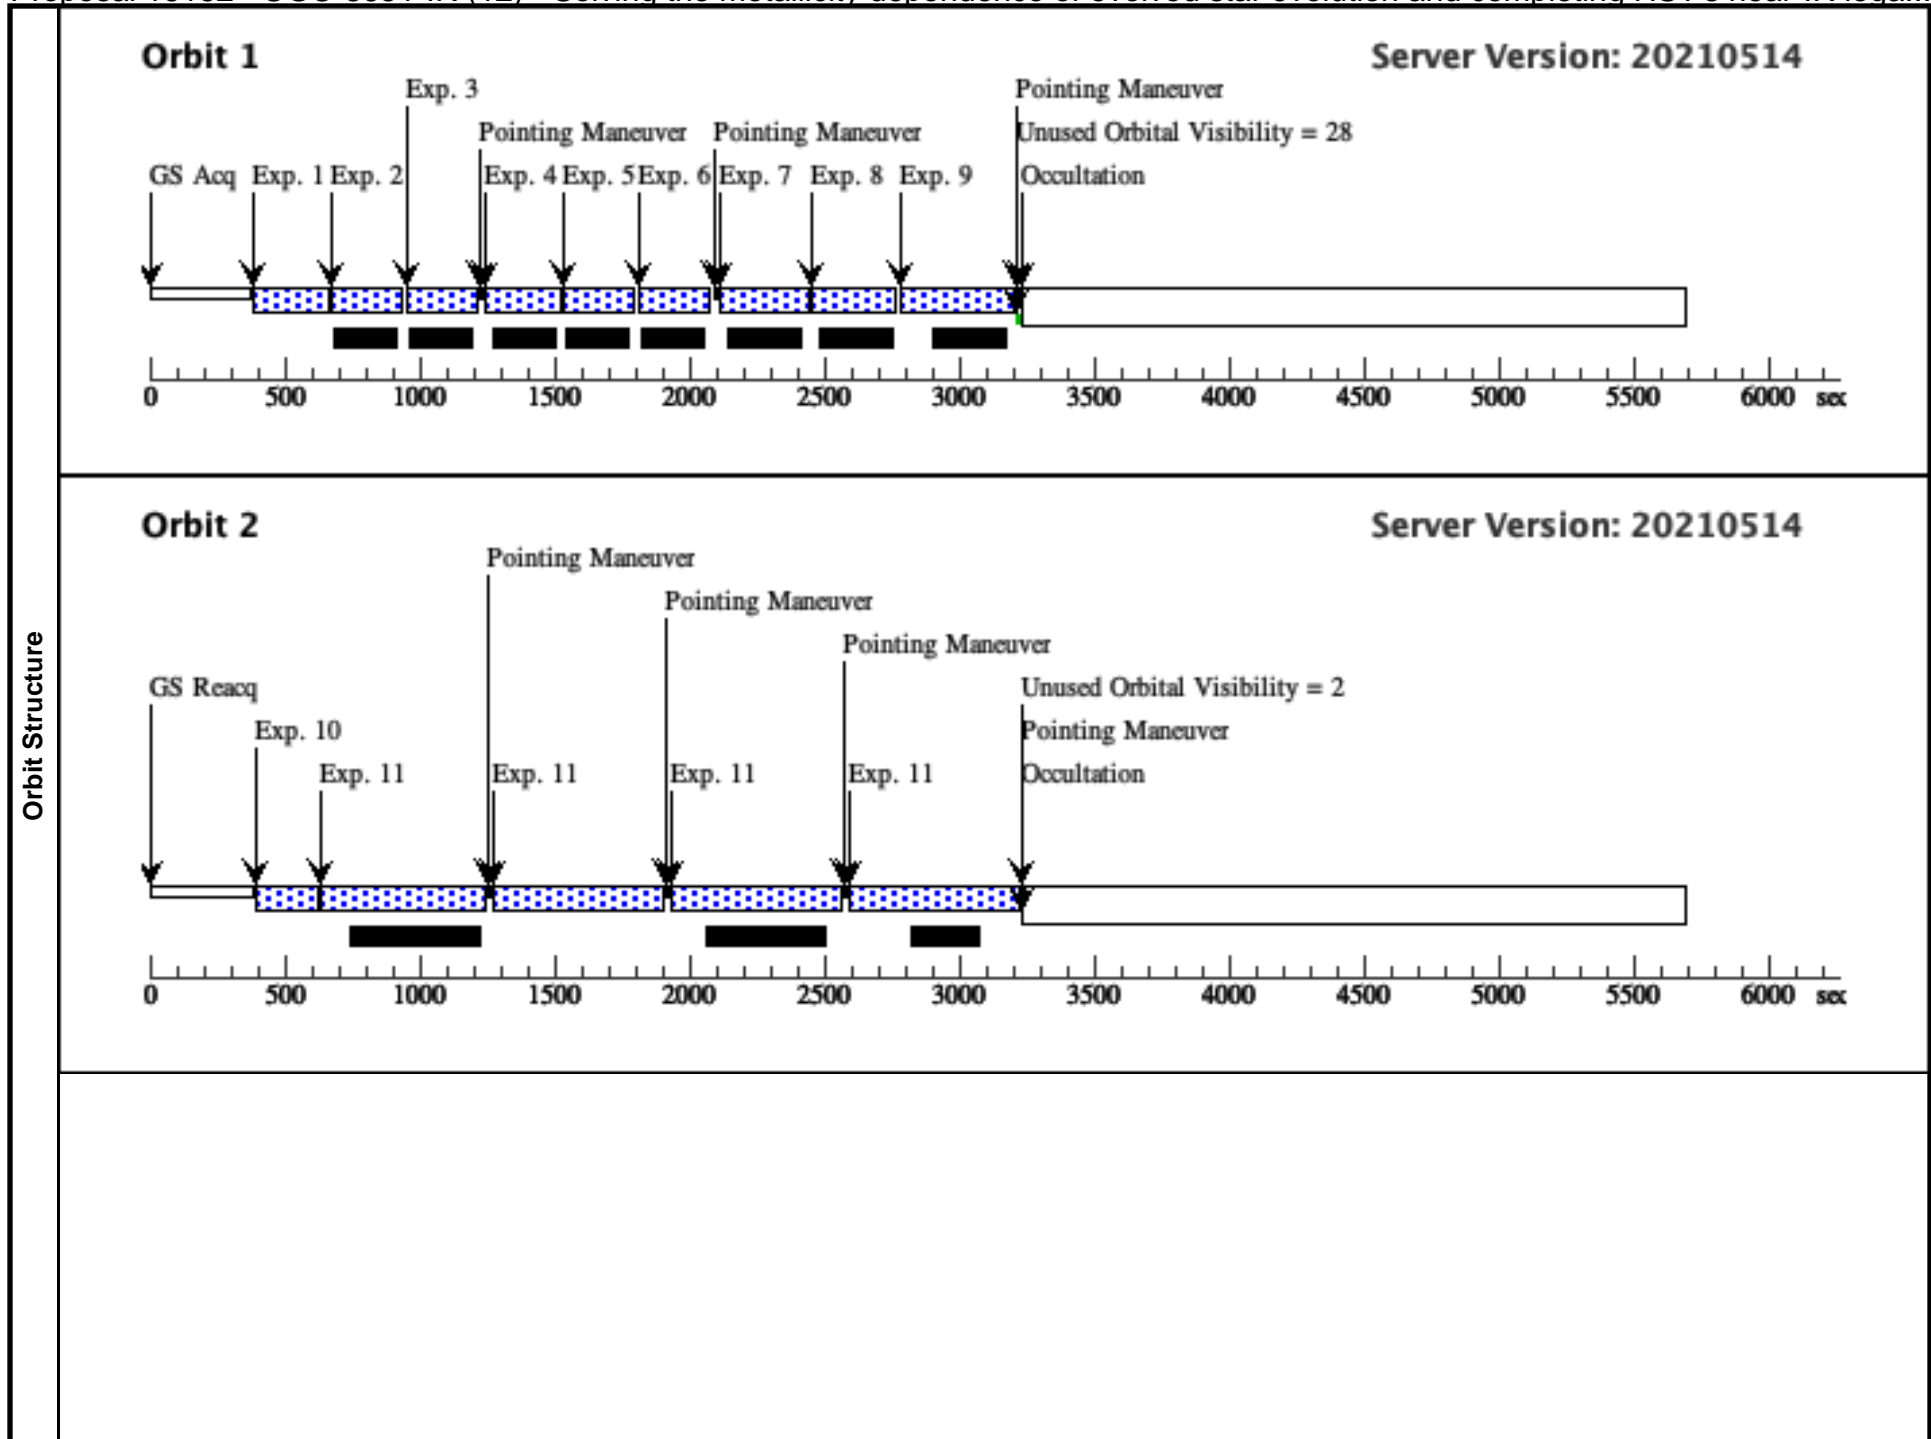 Orbit Structure
Orbit 1 Server Version: 20210514
Exp. 3 Pointing Maneuver
Pointing Maneuver Pointing Maneuver Unused Orbital Visibility = 28
GS Acq Exp. 1 Exp. 2 Exp. 4 Exp. 5 Exp. 6 Exp. 7 Exp. 8 Exp. 9 Occultation
0 500 1000 1500 2000 2500 3000 3500 4000 4500 5000 5500 6000 sec
Orbit 2 Server Version: 20210514
Pointing Maneuver
Pointing Maneuver
Pointing Maneuver
GS Reacq Unused Orbital Visibility = 2
Exp. 10 Pointing Maneuver
Exp. 11 Exp. 11 Exp. 11 Exp. 11 Occultation
0 500 1000 1500 2000 2500 3000 3500 4000 4500 5000 5500 6000 sec